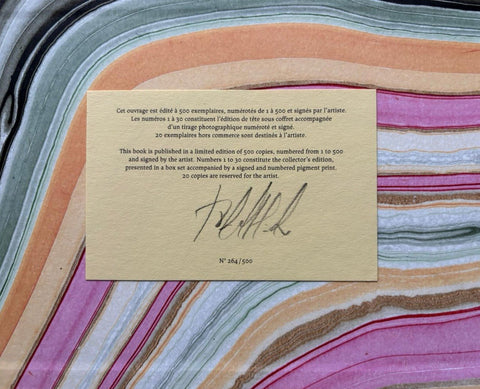 Cet ouvrage est édité à 500 exemplaires, numérotés de 1 à 500 et signés par l'artiste.
Les numéros 1 à 30 constituent l'édition de tête sous coffret accompagnée
d'un tirage photographique numéroté et signé.
20 exemplaires hors commerce sont destinés à l'artiste.
This book is published in a limited edition of 500 copies, numbered from 1 to 500
and signed by the artist. Numbers 1 to 30 constitute the collector's edition,
presented in a box set accompanied by a signed and numbered pigment print.
20 copies are reserved for the artist.
N° 264/500